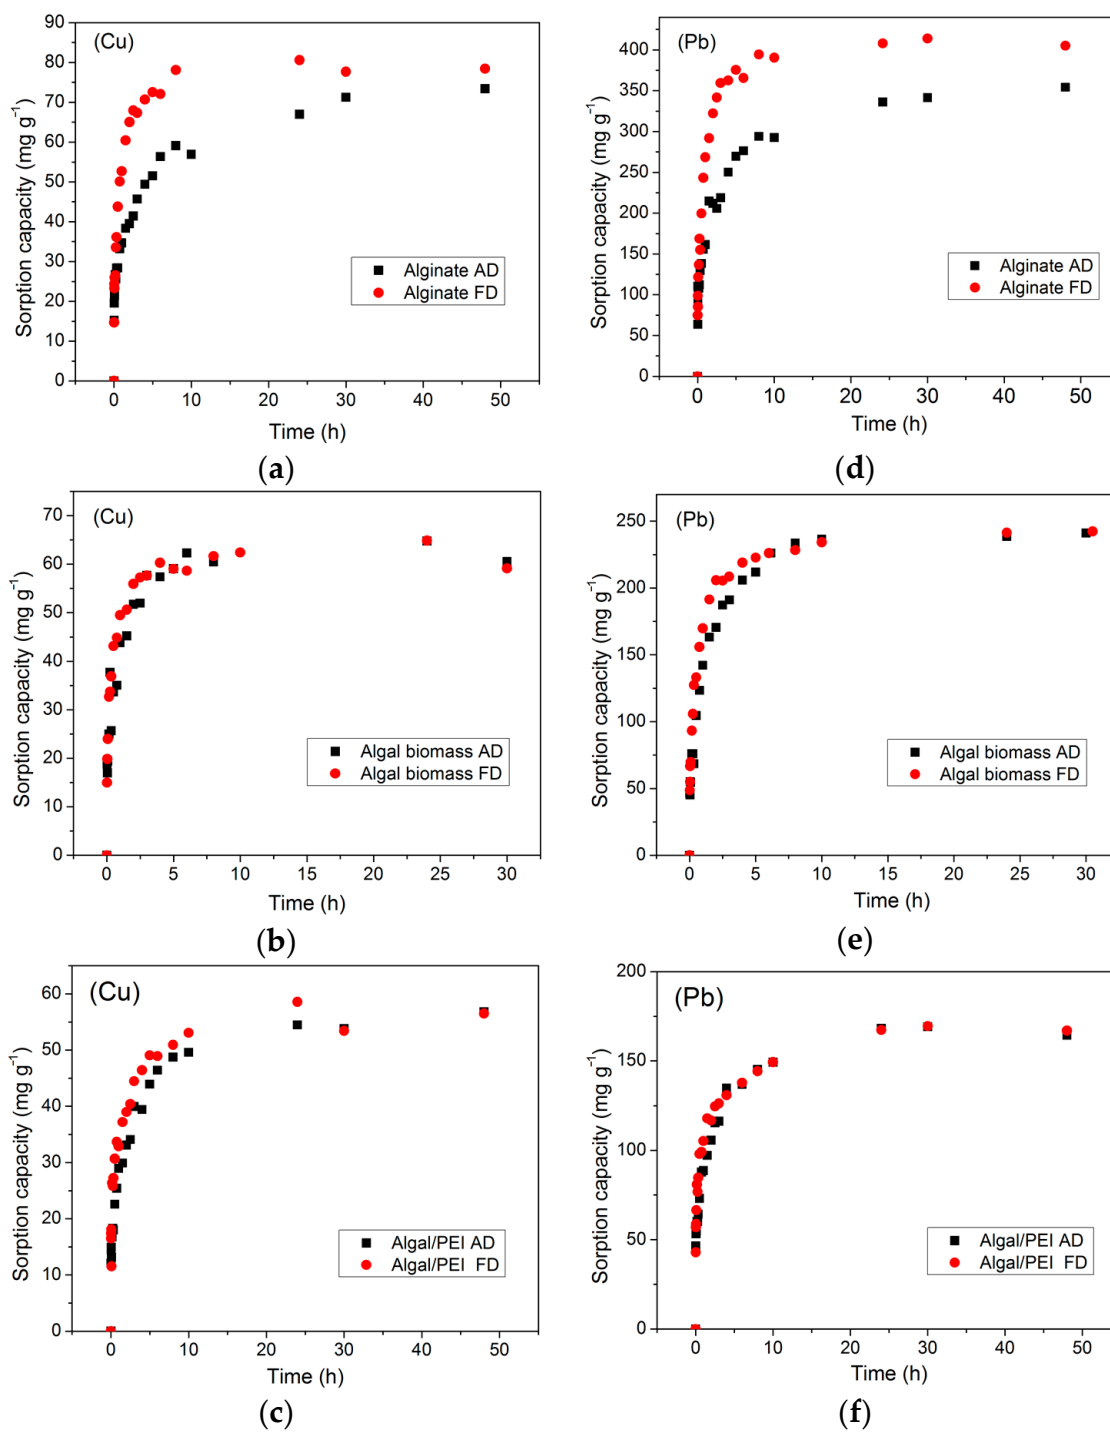 (Cu)
90
80
70
60
50
40
30
20
10
0
Sorption capacity (mg g⁻¹)
Alginate AD
Alginate FD
0 10 20 30 40 50
Time (h)
(a)
(Pb)
400
350
300
250
200
150
100
50
0
Sorption capacity (mg g⁻¹)
Alginate AD
Alginate FD
0 10 20 30 40 50
Time (h)
(d)
(Cu)
70
60
50
40
30
20
10
0
Sorption capacity (mg g⁻¹)
Algal biomass AD
Algal biomass FD
0 5 10 15 20 25 30
Time (h)
(b)
(Pb)
250
200
150
100
50
0
Sorption capacity (mg g⁻¹)
Algal biomass AD
Algal biomass FD
0 5 10 15 20 25 30
Time (h)
(e)
(Cu)
60
50
40
30
20
10
0
Sorption capacity (mg g⁻¹)
Algal/PEI AD
Algal/PEI FD
0 10 20 30 40 50
Time (h)
(c)
(Pb)
200
150
100
50
0
Sorption capacity (mg g⁻¹)
Algal/PEI AD
Algal/PEI FD
0 10 20 30 40 50
Time (h)
(f)